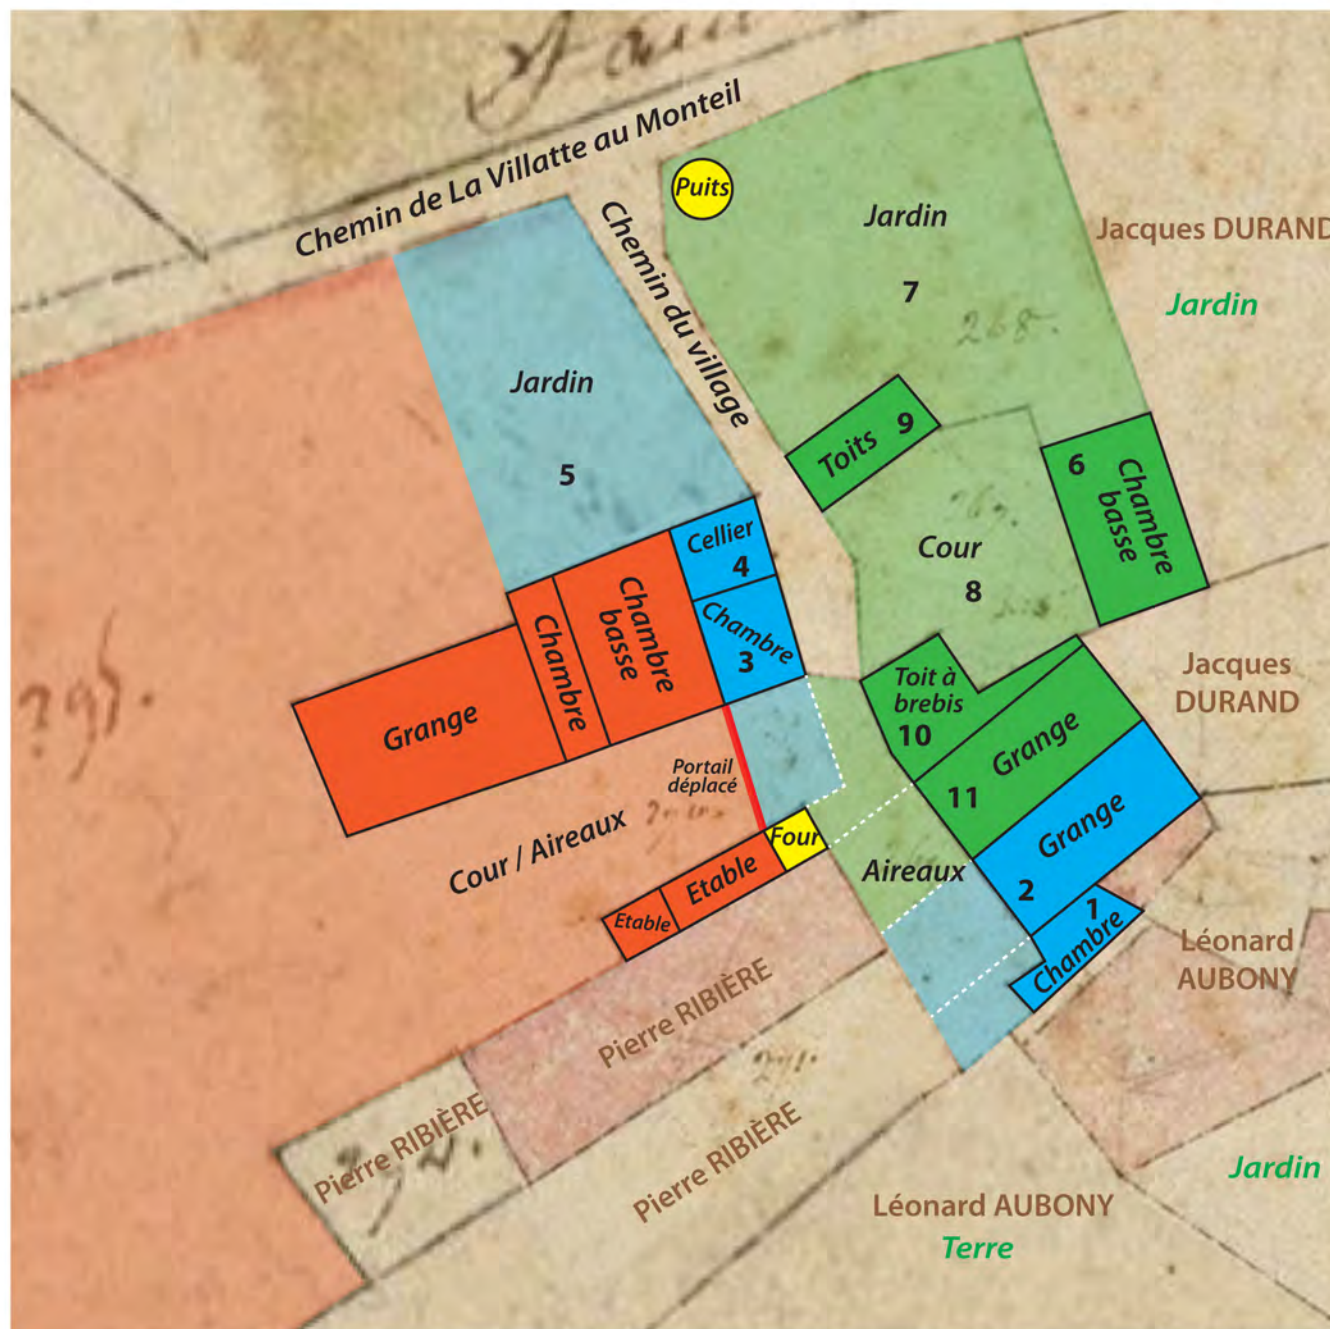 Chemin de La Villatte au Monteil
Puits
Chemin du village
Jardin
7
268.
Jacques DURAND
Jardin
Jardin
5
Toits 9
6
Chambre
basse
Cour
8
Cellier
4
Chambre
3
Chambre
basse
Chambre
Grange
295.
Toit à
brebis
10
Grange
11
Jacques
DURAND
Portail
déplacé
Cour / Aireaux
Four
Etable
Etable
Aireaux
Grange
2
1
Chambre
Léonard
AUBONY
Pierre RIBIÈRE
Pierre RIBIÈRE
Pierre RIBIÈRE
Léonard AUBONY
Terre
Jardin